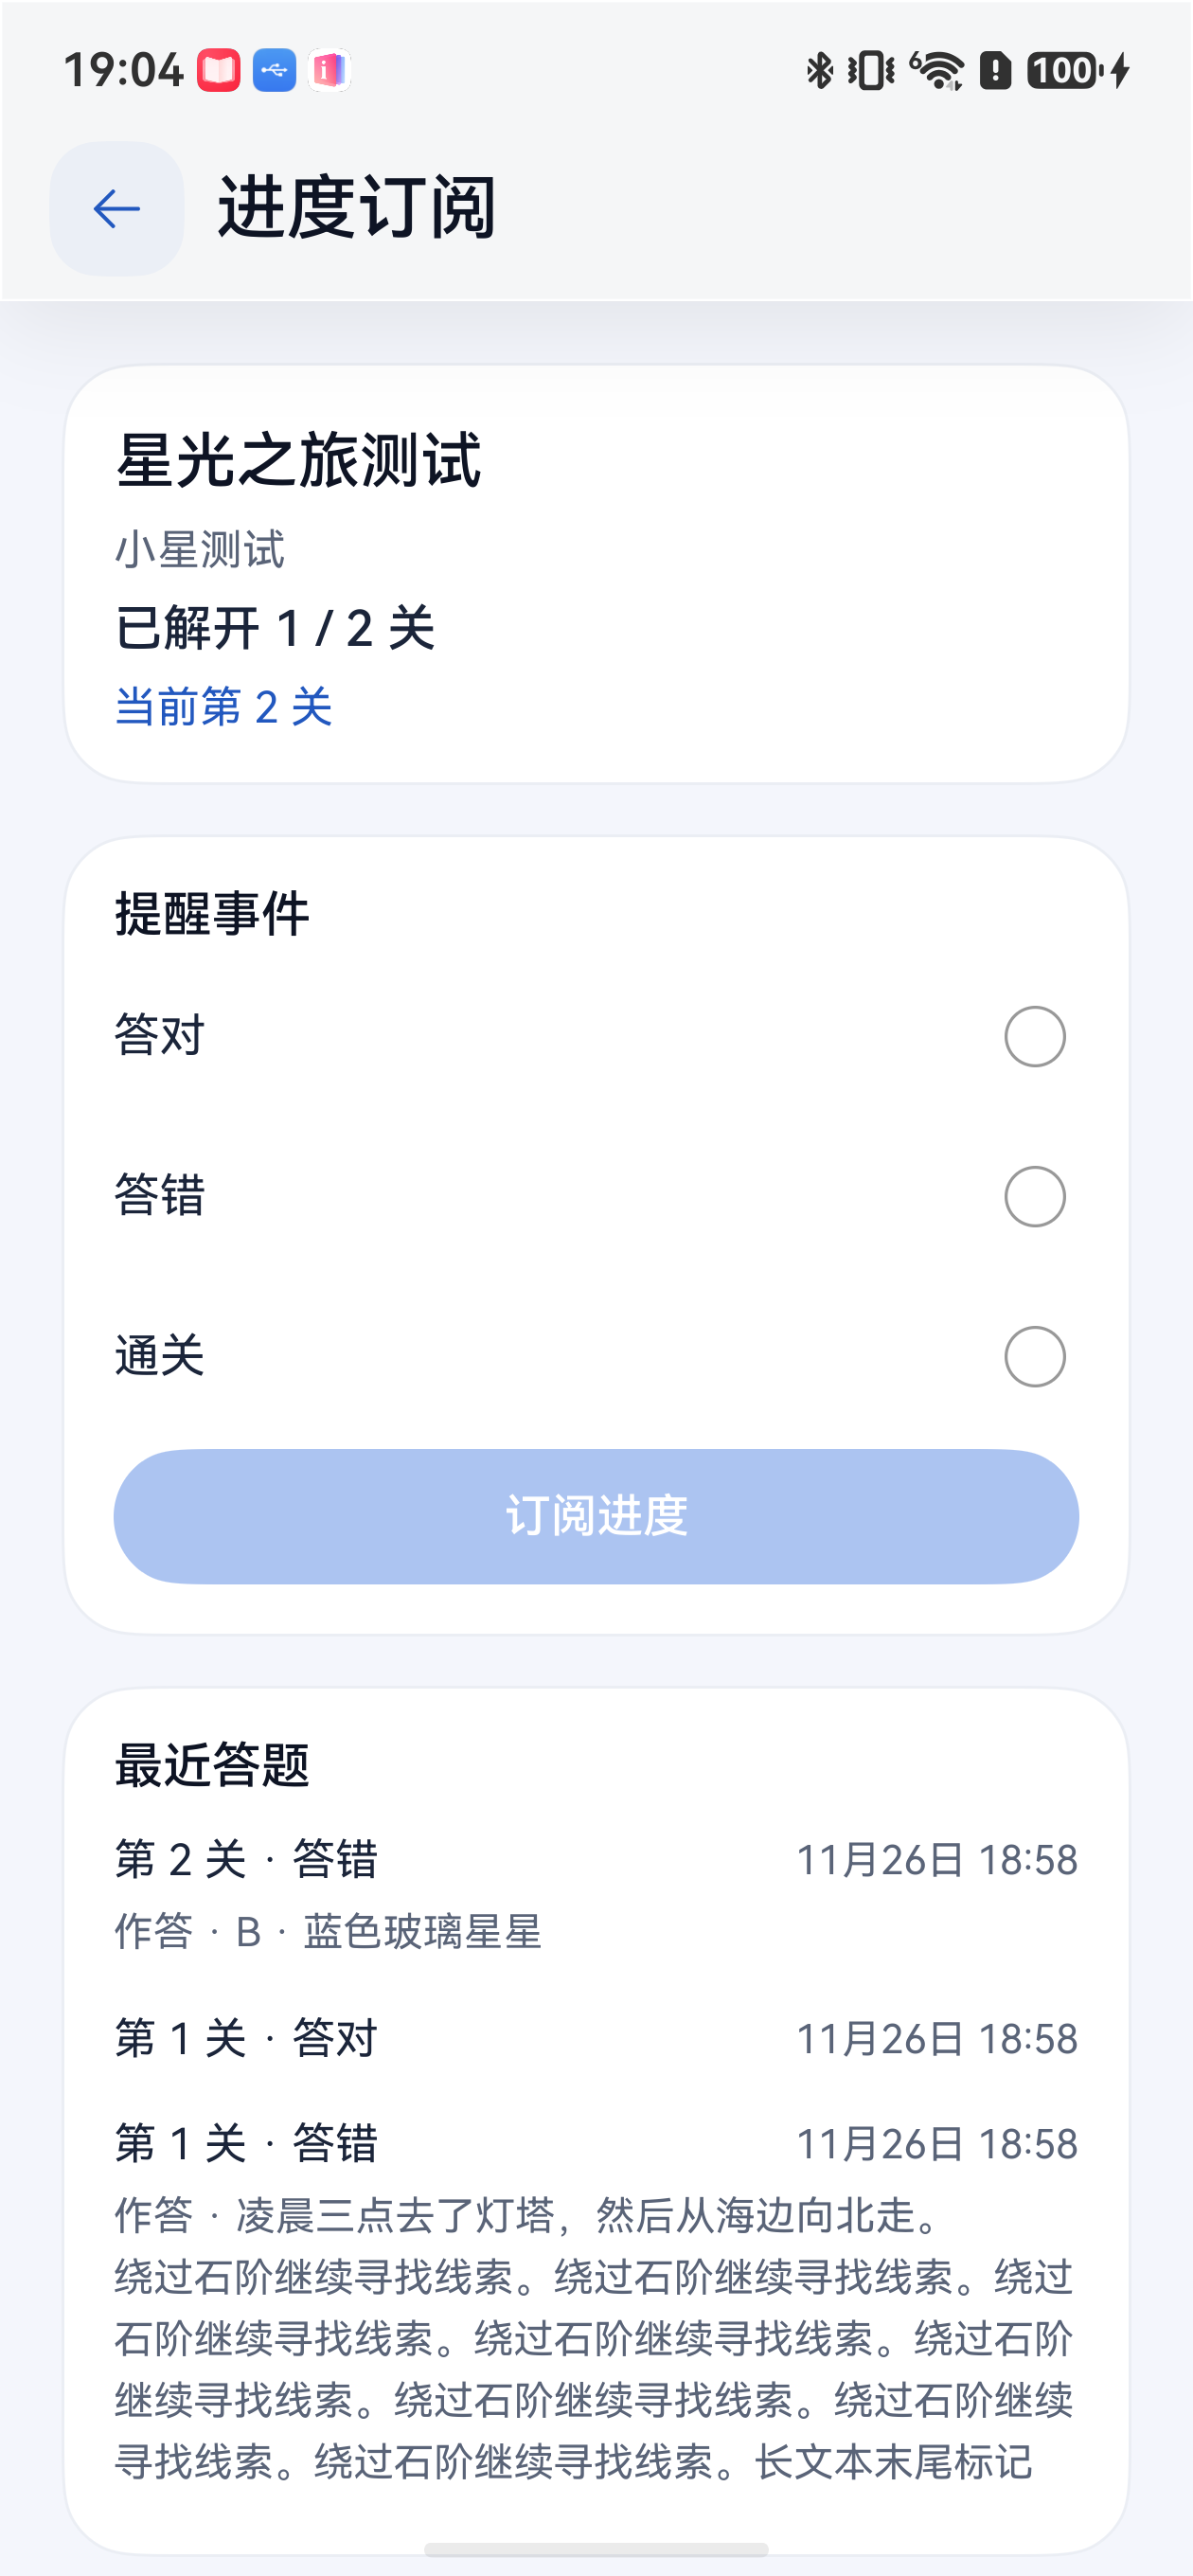 19:04
6
100
进度订阅
星光之旅测试
小星测试
已解开 1 / 2 关
当前第 2 关
提醒事件
答对
答错
通关
订阅进度
最近答题
第 2 关 · 答错 11月26日 18:58
作答 · B · 蓝色玻璃星星
第 1 关 · 答对 11月26日 18:58
第 1 关 · 答错 11月26日 18:58
作答 · 凌晨三点去了灯塔，然后从海边向北走。
绕过石阶继续寻找线索。绕过石阶继续寻找线索。绕过
石阶继续寻找线索。绕过石阶继续寻找线索。绕过石阶
继续寻找线索。绕过石阶继续寻找线索。绕过石阶继续
寻找线索。绕过石阶继续寻找线索。长文本末尾标记